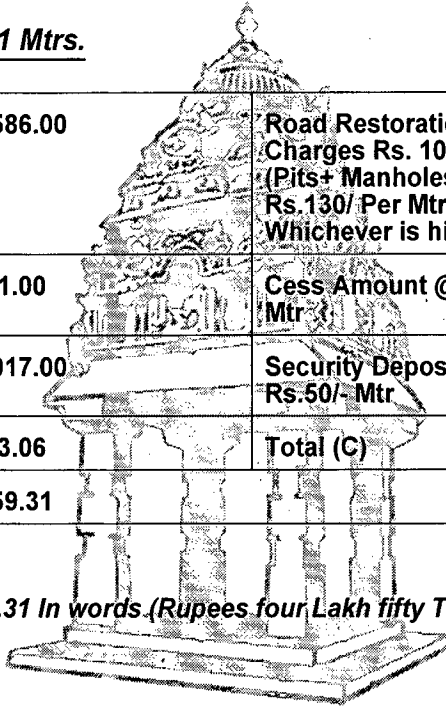 1 Mtrs.
586.00
Road Restoratio
Charges Rs. 10
(Pits+ Manholes
Rs.130/ Per Mtr
Whichever is hi
1.00
Cess Amount @
Mtr
017.00
Security Depos
Rs.50/- Mtr
3.06
Total (C)
59.31
.31 In words.(Rupees four Lakh fifty T